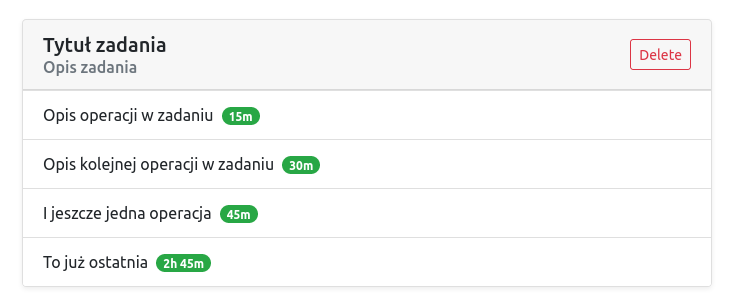 Tytuł zadania
Opis zadania
Delete
Opis operacji w zadaniu 15m
Opis kolejnej operacji w zadaniu 30m
I jeszcze jedna operacja 45m
To już ostatnia 2h 45m